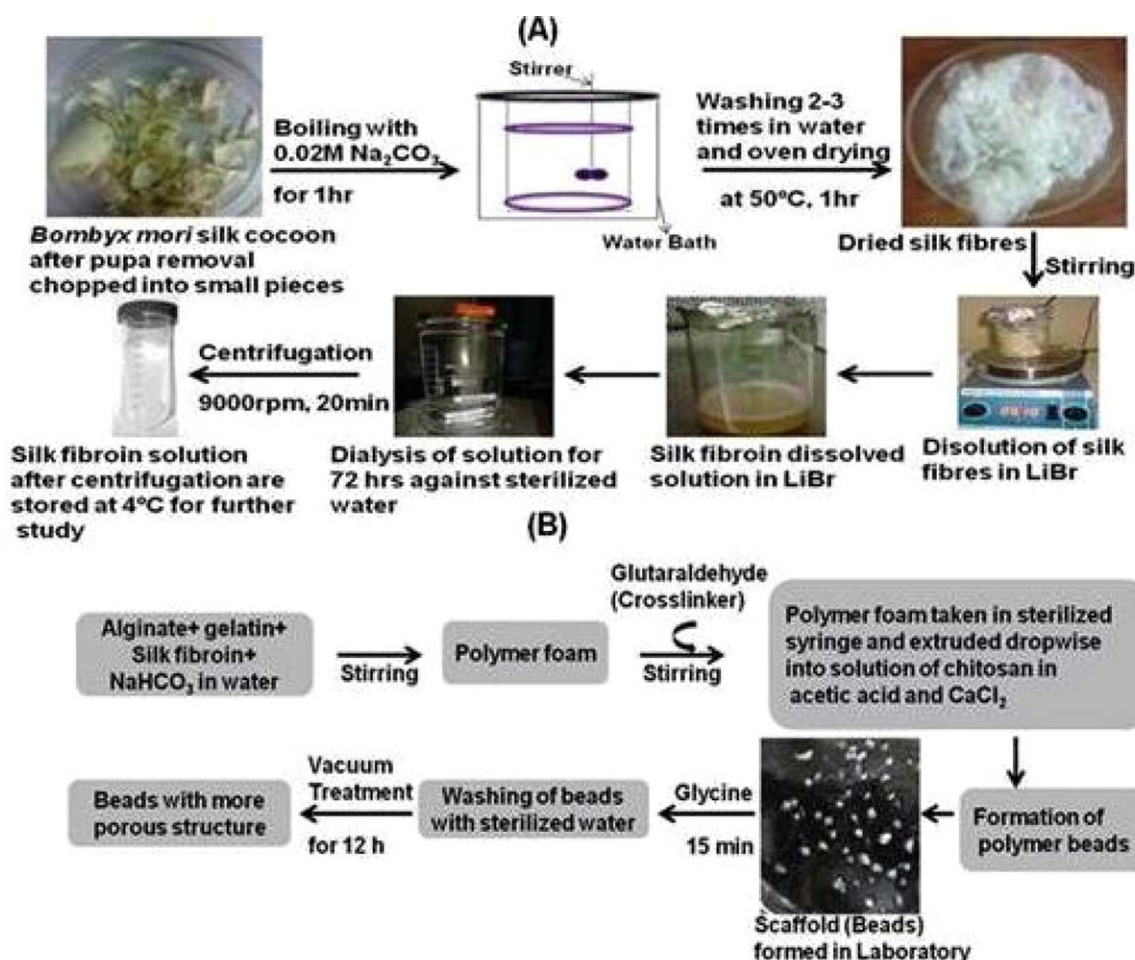 (A)
Stirrer
Boiling with
0.02M Na₂CO₃
for 1hr
Washing 2-3
times in water
and oven drying
at 50ºC, 1hr
Water Bath
Bombyx mori silk cocoon
after pupa removal
chopped into small pieces
Dried silk fibres
Stirring
Centrifugation
9000rpm, 20min
Silk fibroin solution
after centrifugation are
stored at 4ºC for further
study
Dialysis of solution for
72 hrs against sterilized
water
Silk fibroin dissolved
solution in LiBr
Disolution of silk
fibres in LiBr
(B)
Alginate+ gelatin+
Silk fibroin+
NaHCO₃ in water
Stirring
Polymer foam
Glutaraldehyde
(Crosslinker)
Stirring
Polymer foam taken in sterilized
syringe and extruded dropwise
into solution of chitosan in
acetic acid and CaCl₂
Formation of
polymer beads
Scaffold (Beads)
formed in Laboratory
Glycine
15 min
Washing of beads
with sterilized water
Vacuum
Treatment
for 12 h
Beads with more
porous structure